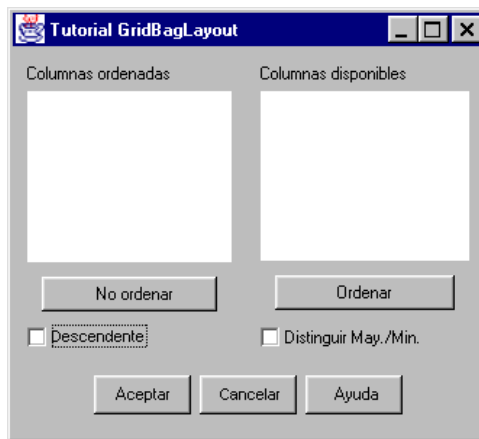 Tutorial GridBagLayout
Columnas ordenadas
Columnas disponibles
No ordenar
Ordenar
Descendente
Distinguir May./Min.
Aceptar
Cancelar
Ayuda